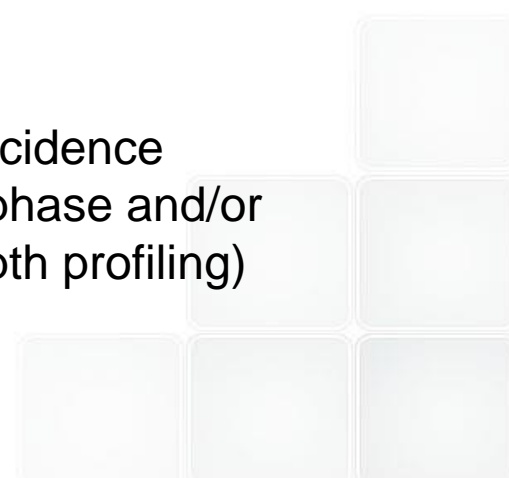 cidence
phase and/or
oth profiling)